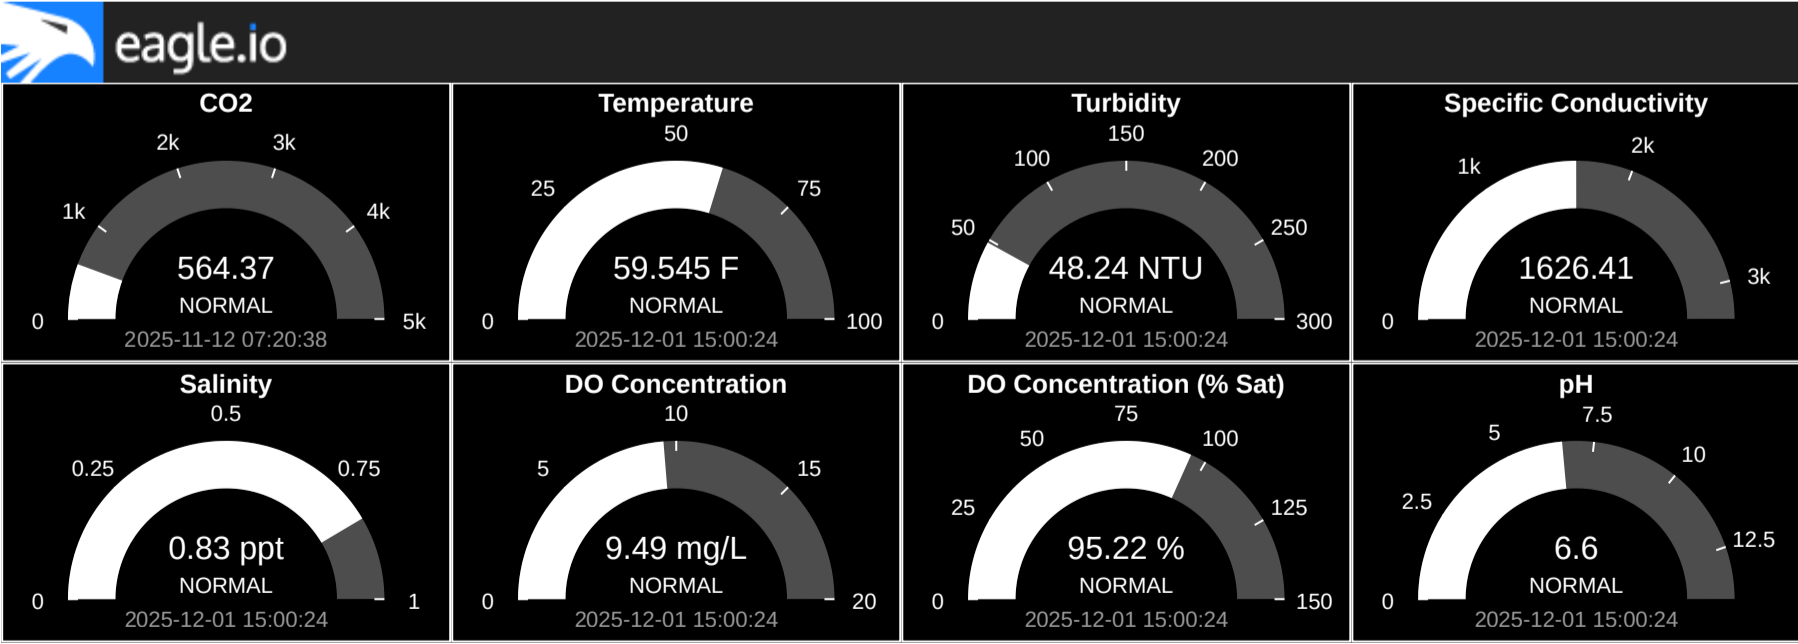 eagle.io
CO2
2k
3k
1k
4k
564.37
NORMAL
0
5k
2025-11-12 07:20:38
Temperature
50
25
75
59.545 F
NORMAL
0
100
2025-12-01 15:00:24
Turbidity
150
100
200
50
250
48.24 NTU
NORMAL
0
300
2025-12-01 15:00:24
Specific Conductivity
2k
1k
1626.41
3k
NORMAL
0
2025-12-01 15:00:24
Salinity
0.5
0.25
0.75
0.83 ppt
NORMAL
0
1
2025-12-01 15:00:24
DO Concentration
10
5
15
9.49 mg/L
NORMAL
0
20
2025-12-01 15:00:24
DO Concentration (% Sat)
75
50
100
25
125
95.22 %
NORMAL
0
150
2025-12-01 15:00:24
pH
7.5
5
10
2.5
12.5
6.6
NORMAL
0
2025-12-01 15:00:24